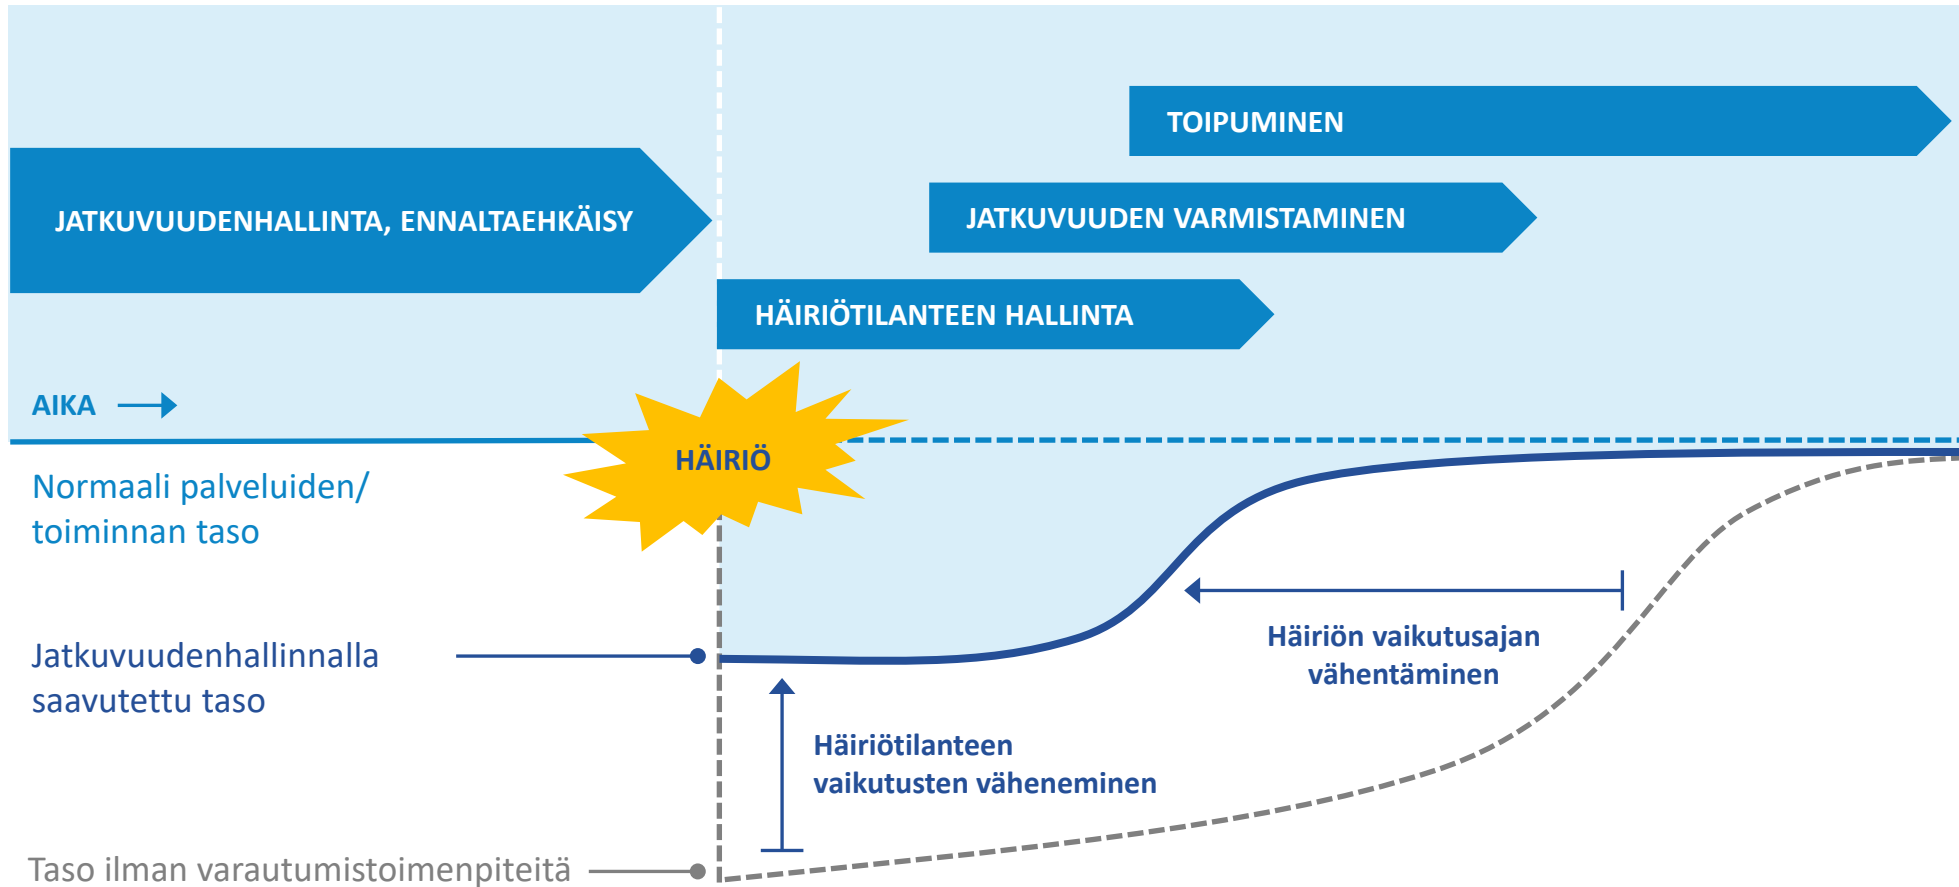 TOIPUMINEN
JATKUVUUDENHALLINTA, ENNALTAEHKÄISY
JATKUVUUDEN VARMISTAMINEN
HÄIRIÖTILANTEEN HALLINTA
AIKA
HÄIRIÖ
Normaali palveluiden/
toiminnan taso
Jatkuvuudenhallinnalla
saavutettu taso
Häiriön vaikutusajan
vähentäminen
Häiriötilanteen
vaikutusten väheneminen
Taso ilman varautumistoimenpiteitä